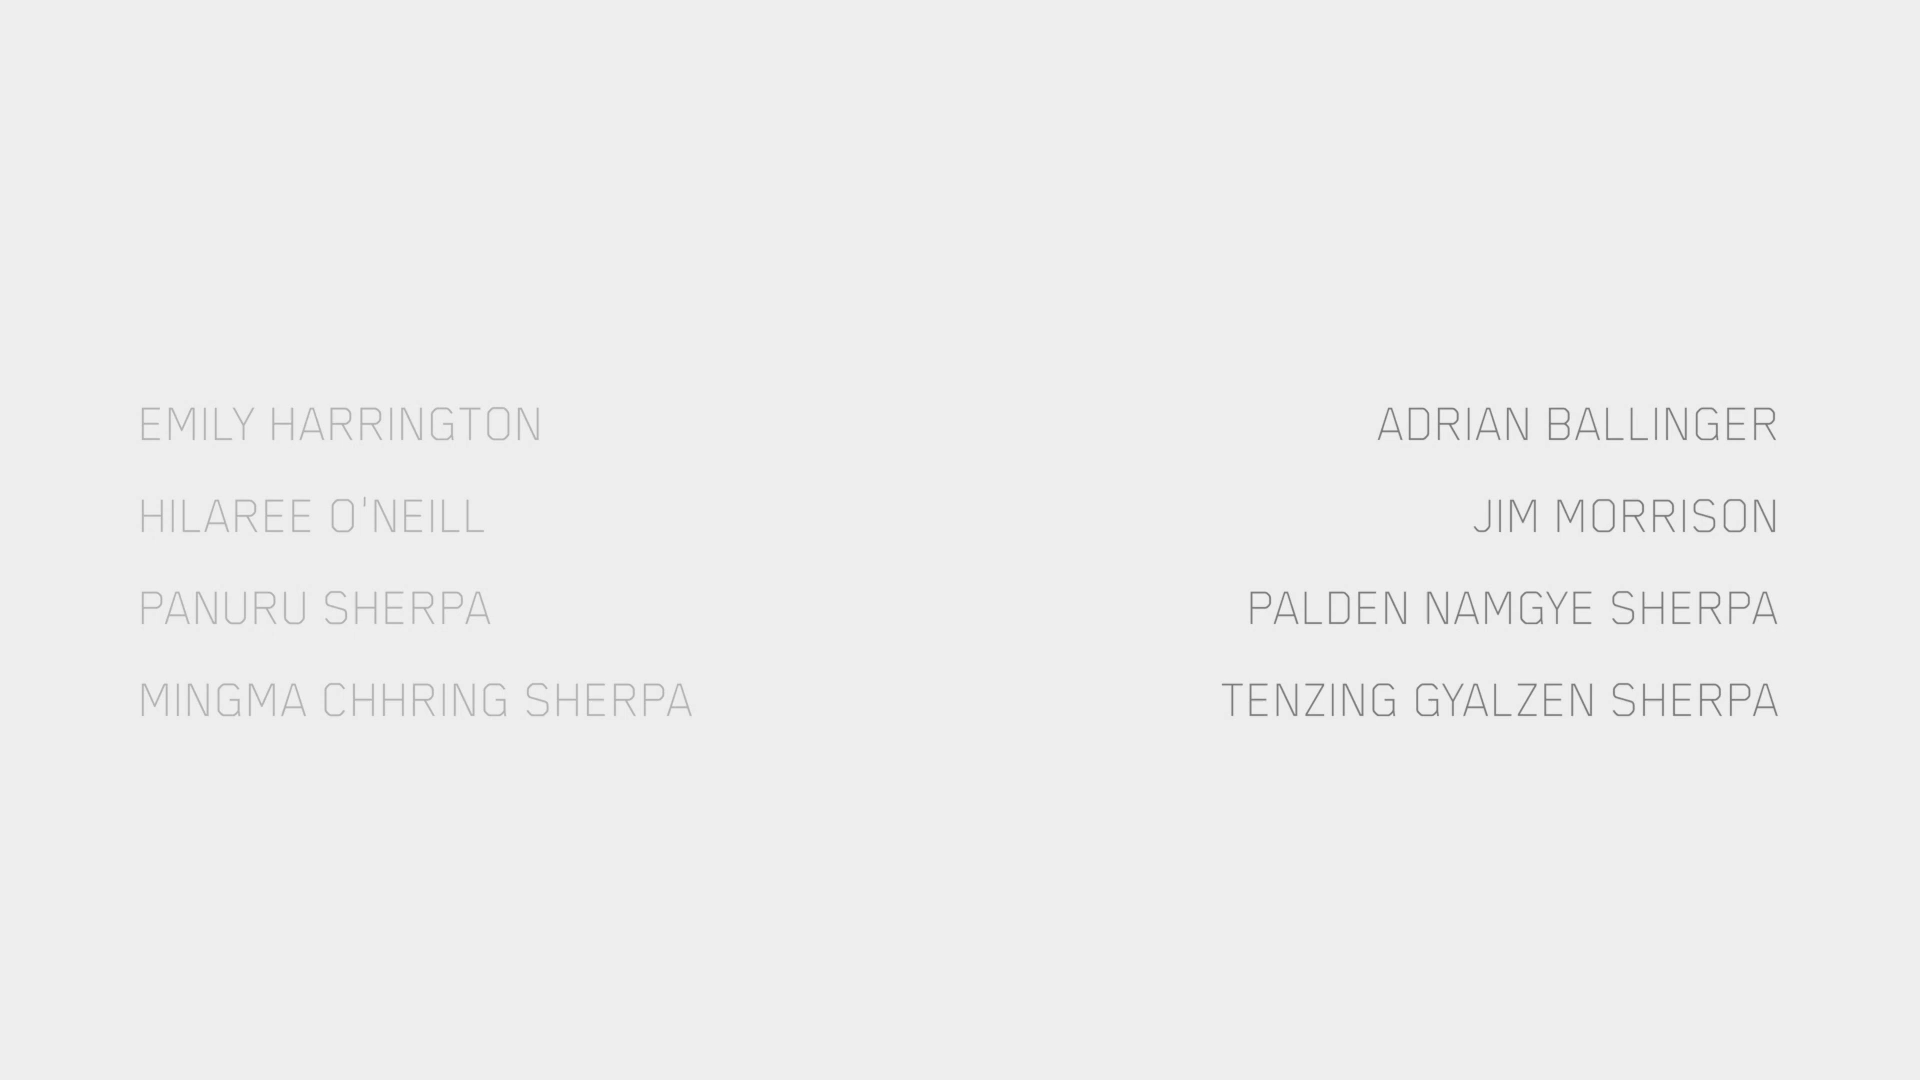 EMILY HARRINGTON
ADRIAN BALLINGER
HILAREE O'NEILL
JIM MORRISON
PANURU SHERPA
PALDEN NAMGYE SHERPA
MINGMA CHHRING SHERPA
TENZING GYALZEN SHERPA